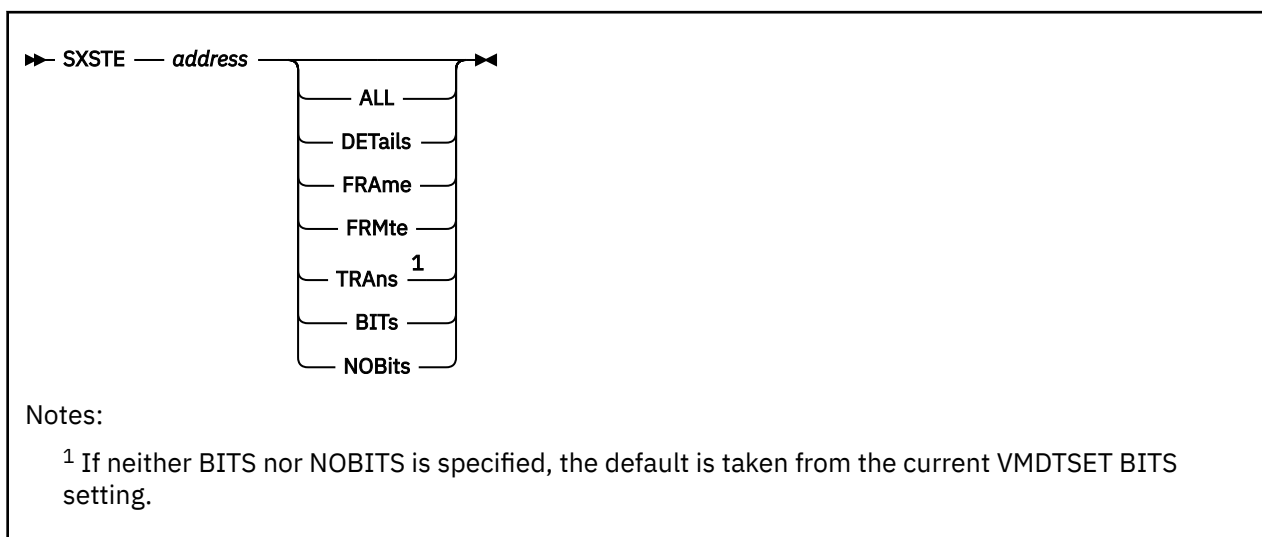 SXSTE address
ALL
DETails
FRAme
FRMte
TRAns 1
BITs
NOBits
Notes:
1 If neither BITS nor NOBITS is specified, the default is taken from the current VMDTSET BITS
setting.